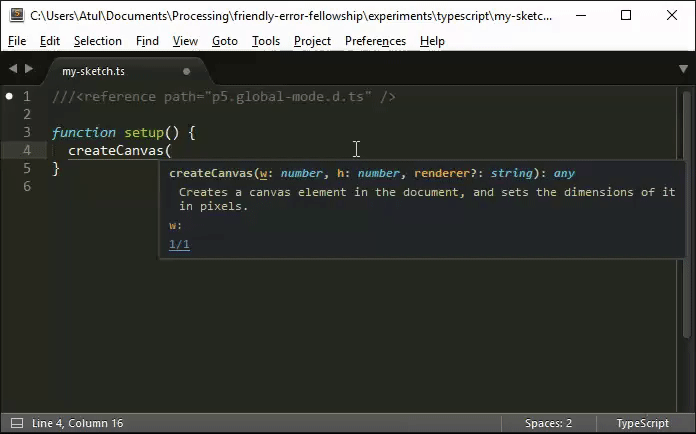 C:\Users\Atul\Documents\Processing\friendly-error-fellowship\experiments\typescript\my-sketc...
File Edit Selection Find View Goto Tools Project Preferences Help
my-sketch.ts
1 ///<reference path="p5.global-mode.d.ts" />
2
3 function setup() {
4 createCanvas(
5 }
6
createCanvas(w: number, h: number, renderer?: string): any
Creates a canvas element in the document, and sets the dimensions of it
in pixels.
w:
1/1
Line 4, Column 16 Spaces: 2 TypeScript